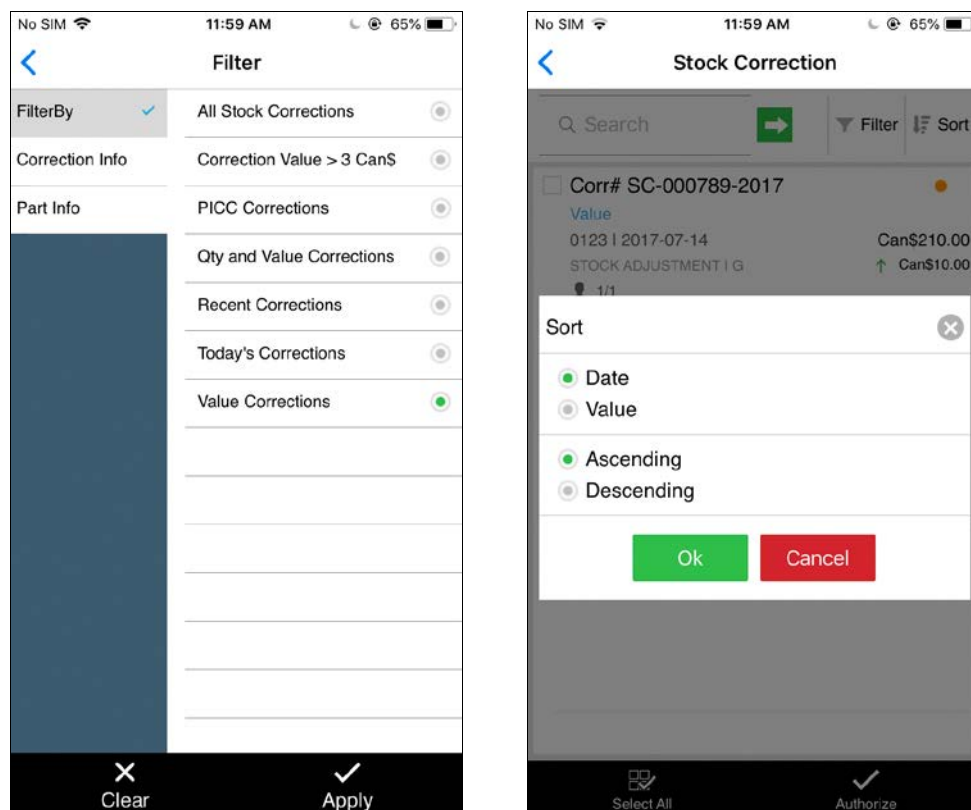 No SIM 11:59 AM 65%
Filter
FilterBy
Correction Info
Part Info
All Stock Corrections
Correction Value > 3 Can$
PICC Corrections
Qty and Value Corrections
Recent Corrections
Today's Corrections
Value Corrections
Clear Apply
No SIM 11:59 AM 65%
Stock Correction
Search Filter Sort
Corr# SC-000789-2017
Value
0123 | 2017-07-14 Can$210.00
STOCK ADJUSTMENT | G ↑ Can$10.00
1/1
Sort
Date
Value
Ascending
Descending
Ok Cancel
Select All Authorize